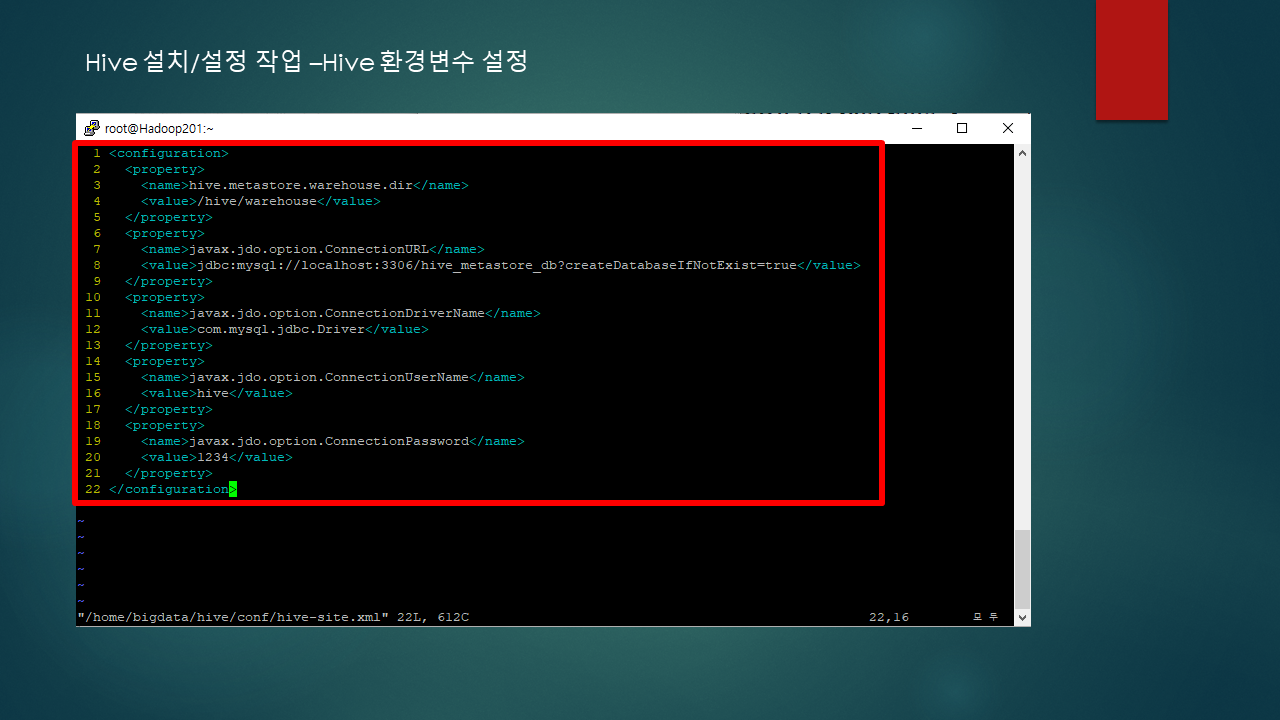 Hive 설치/설정 작업 –Hive 환경변수 설정
root@Hadoop201:~
1 <configuration>
2   <property>
3     <name>hive.metastore.warehouse.dir</name>
4     <value>/hive/warehouse</value>
5   </property>
6   <property>
7     <name>javax.jdo.option.ConnectionURL</name>
8     <value>jdbc:mysql://localhost:3306/hive_metastore_db?createDatabaseIfNotExist=true</value>
9   </property>
10   <property>
11     <name>javax.jdo.option.ConnectionDriverName</name>
12     <value>com.mysql.jdbc.Driver</value>
13   </property>
14   <property>
15     <name>javax.jdo.option.ConnectionUserName</name>
16     <value>hive</value>
17   </property>
18   <property>
19     <name>javax.jdo.option.ConnectionPassword</name>
20     <value>1234</value>
21   </property>
22 </configuration>
~
~
~
~
~
~
"/home/bigdata/hive/conf/hive-site.xml" 22L, 612C 22,16 모두